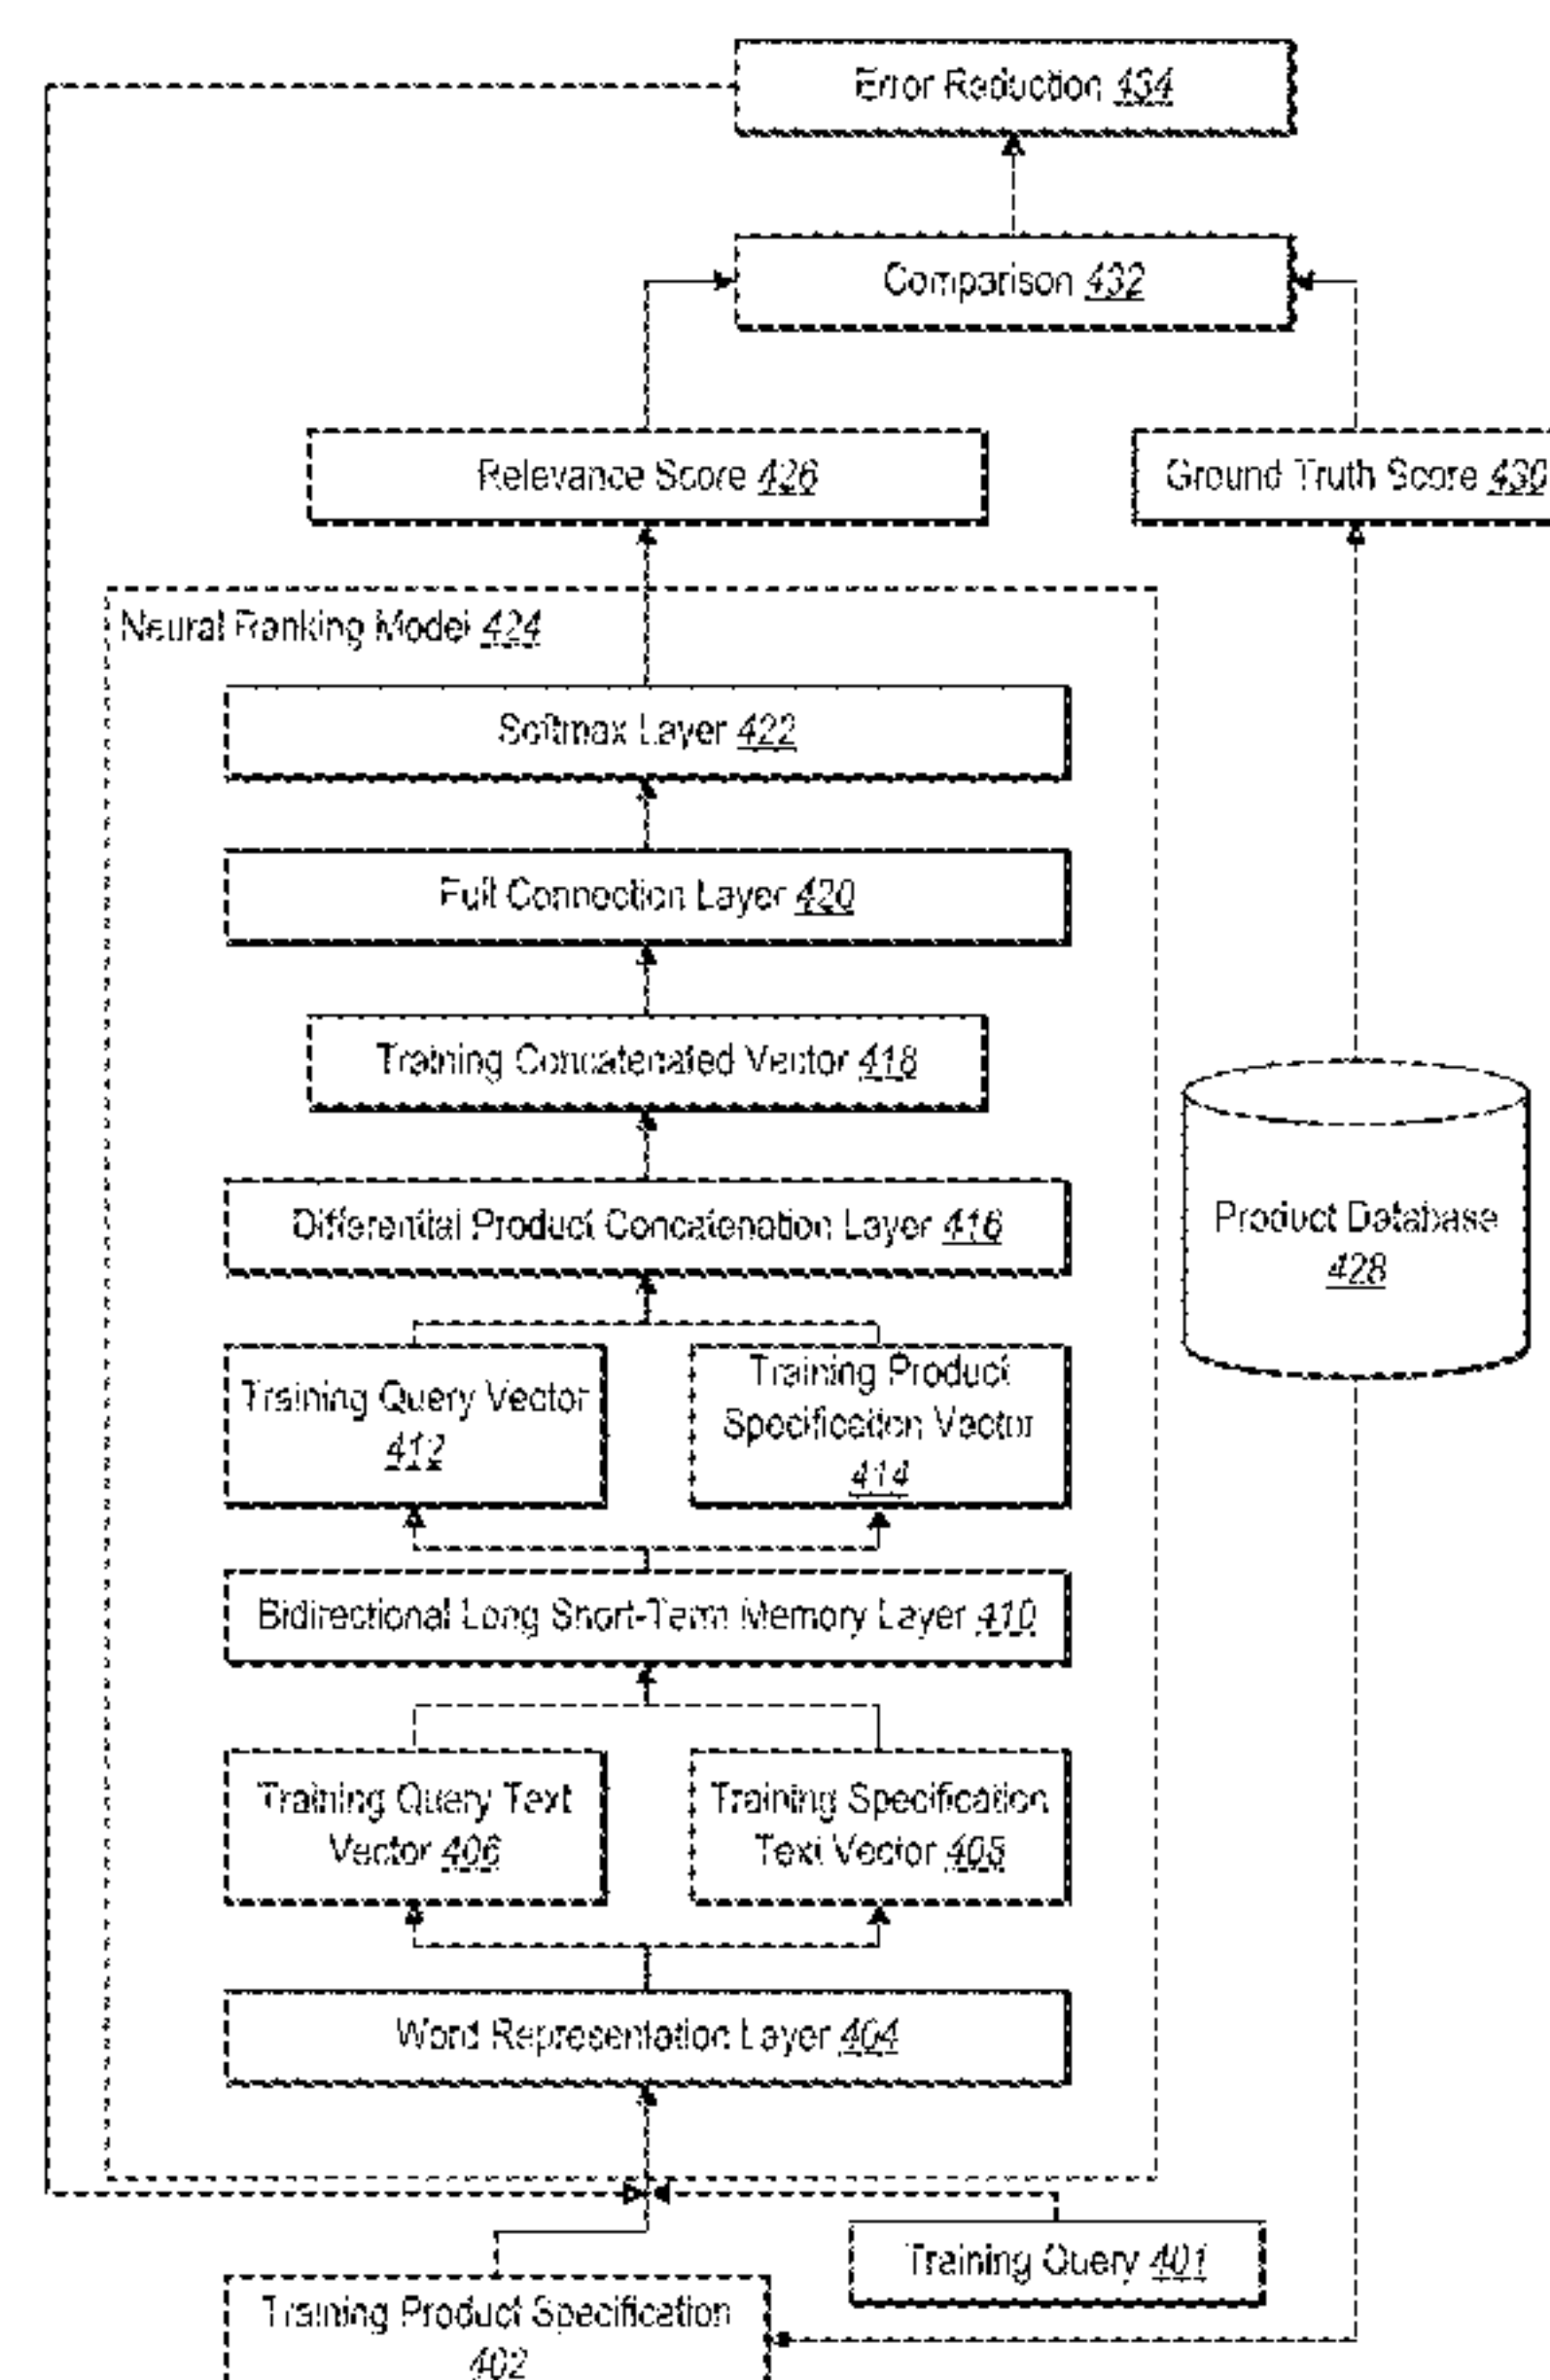 Error Reduction 434
Comparison 432
Relevance Score 426
Ground Truth Score 430
Neural Ranking Model 424
Softmax Layer 422
Full Connection Layer 420
Training Concatenated Vector 418
Differential Product Concatenation Layer 416
Product Database
428
Training Query Vector
412
Training Product
Specification Vector
414
Bidirectional Long Short-Term Memory Layer 410
Training Query Text
Vector 406
Training Specification
Text Vector 408
Word Representation Layer 404
Training Query 401
Training Product Specification
402